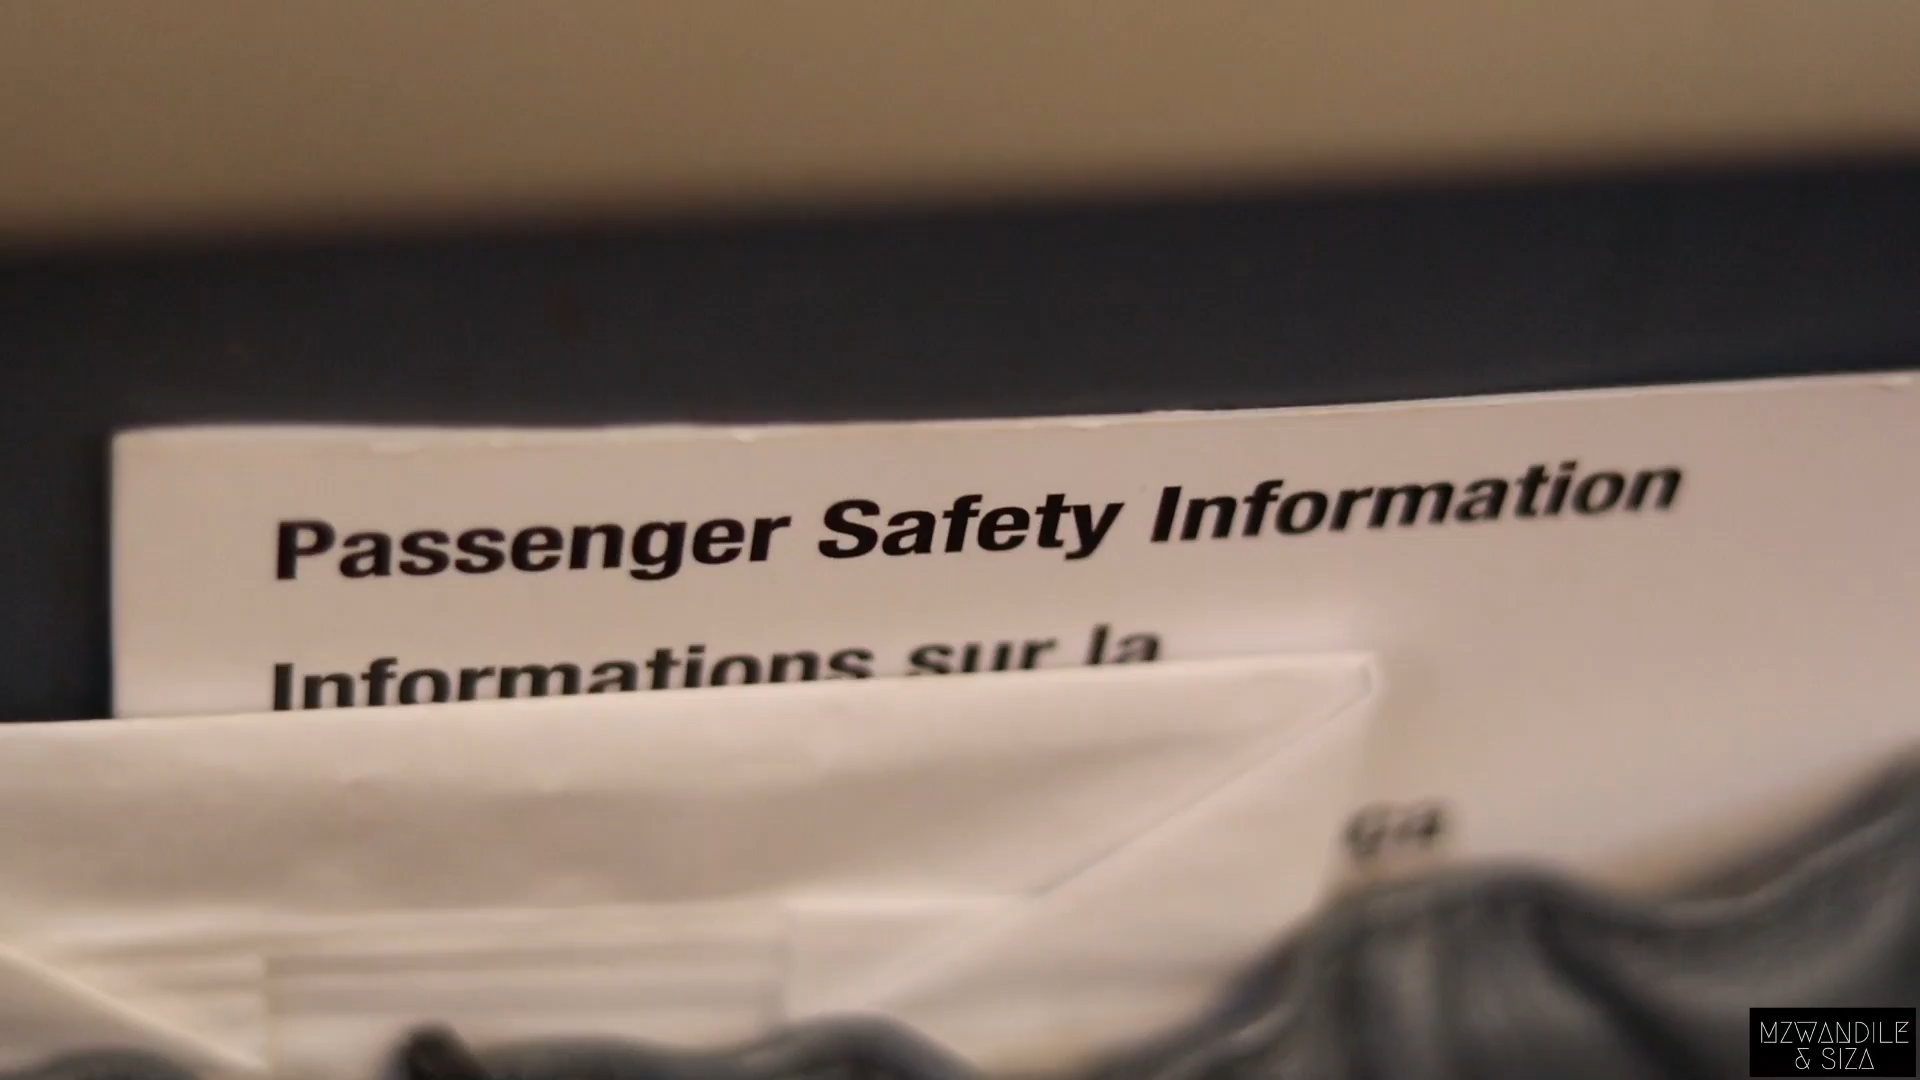 Passenger Safety Information
Informations sur la
MZWANDILE
& SIZA